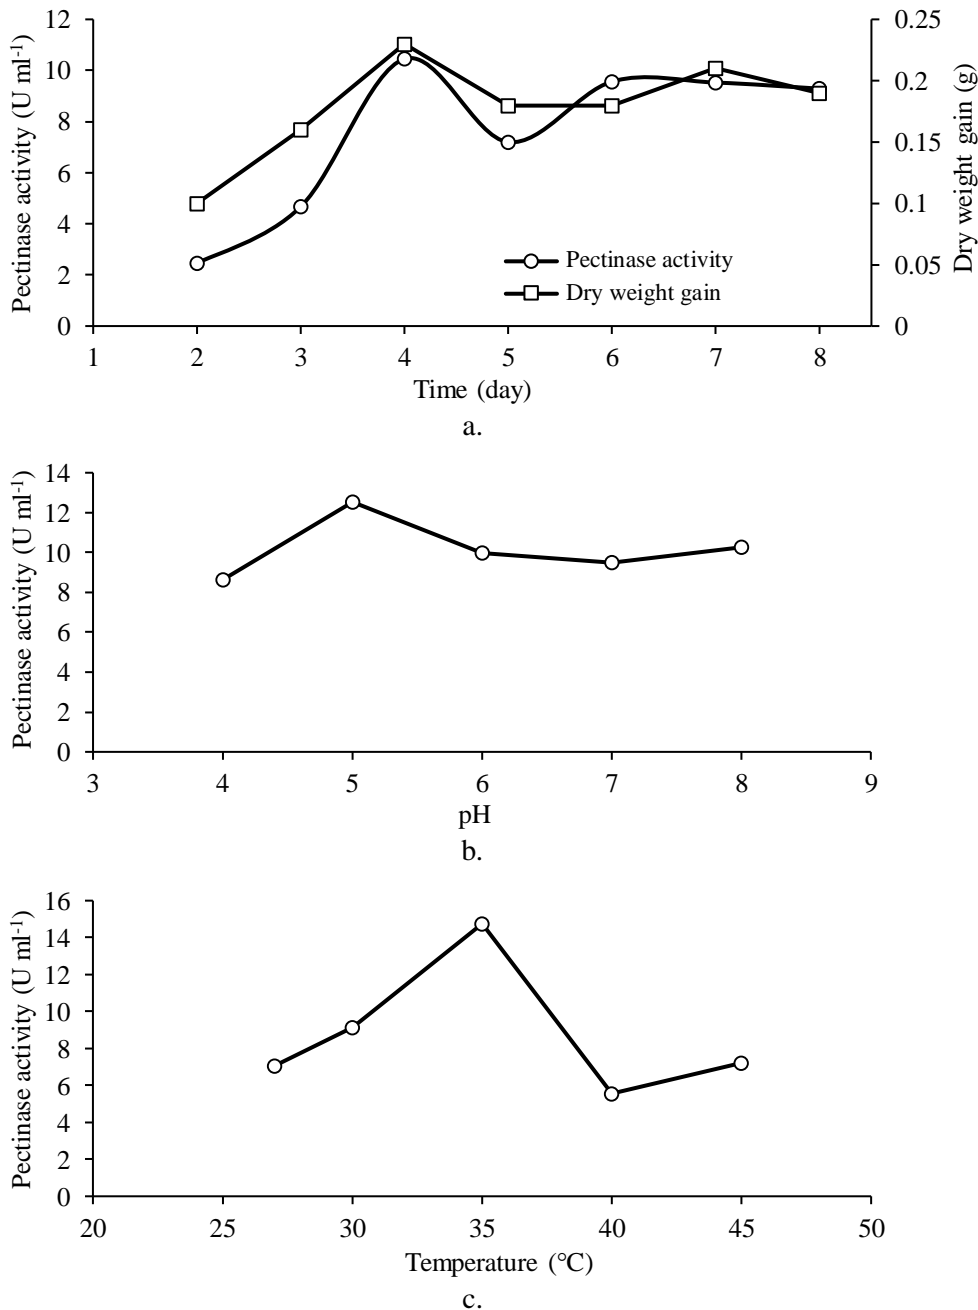 Pectinase activity (U ml⁻¹)
12
10
8
6
4
2
0
Dry weight gain (g)
0.25
0.2
0.15
0.1
0.05
0
Pectinase activity
Dry weight gain
1 2 3 4 5 6 7 8
Time (day)
a.
Pectinase activity (U ml⁻¹)
14
12
10
8
6
4
2
0
3 4 5 6 7 8 9
pH
b.
Pectinase activity (U ml⁻¹)
16
14
12
10
8
6
4
2
0
20 25 30 35 40 45 50
Temperature (°C)
c.